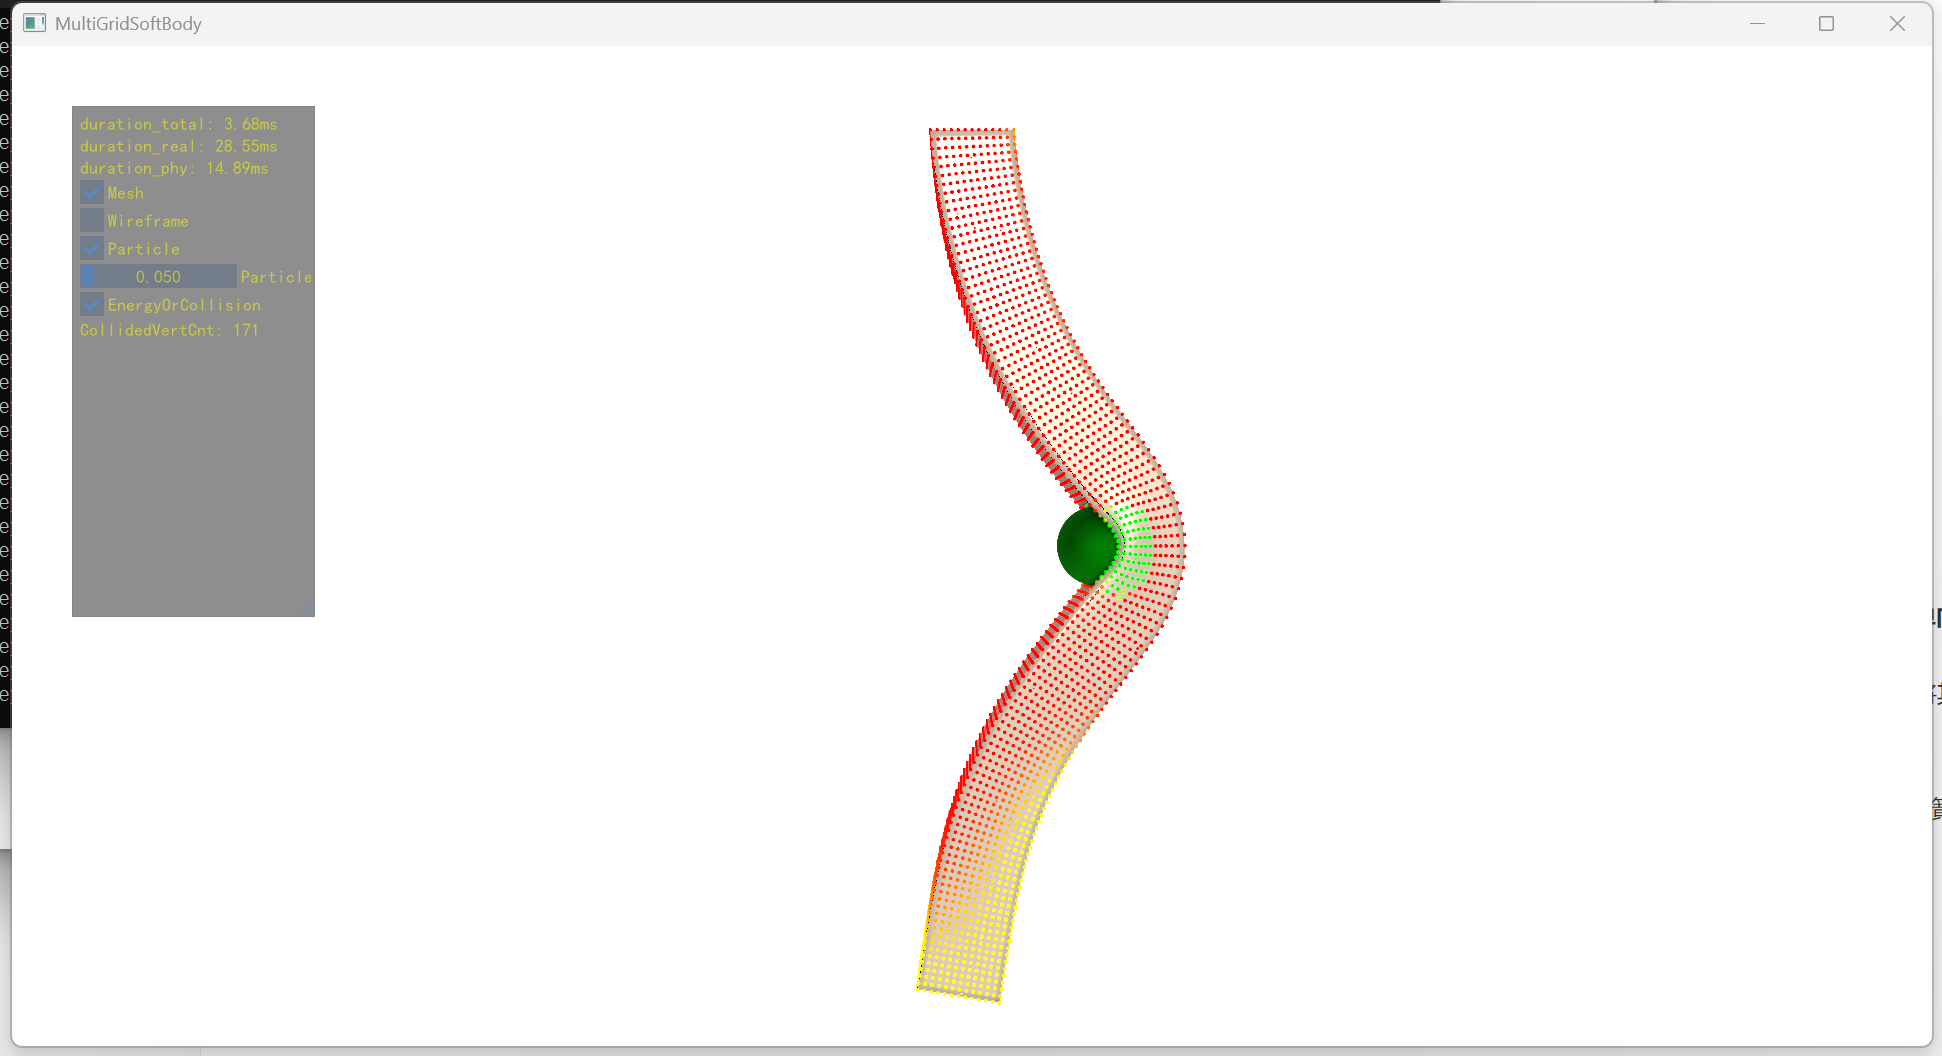 MultiGridSoftBody
duration_total: 3.68ms
duration_real: 28.55ms
duration_phy: 14.89ms
Mesh
Wireframe
Particle
0.050 Particle
EnergyOrCollision
CollidedVertCnt: 171